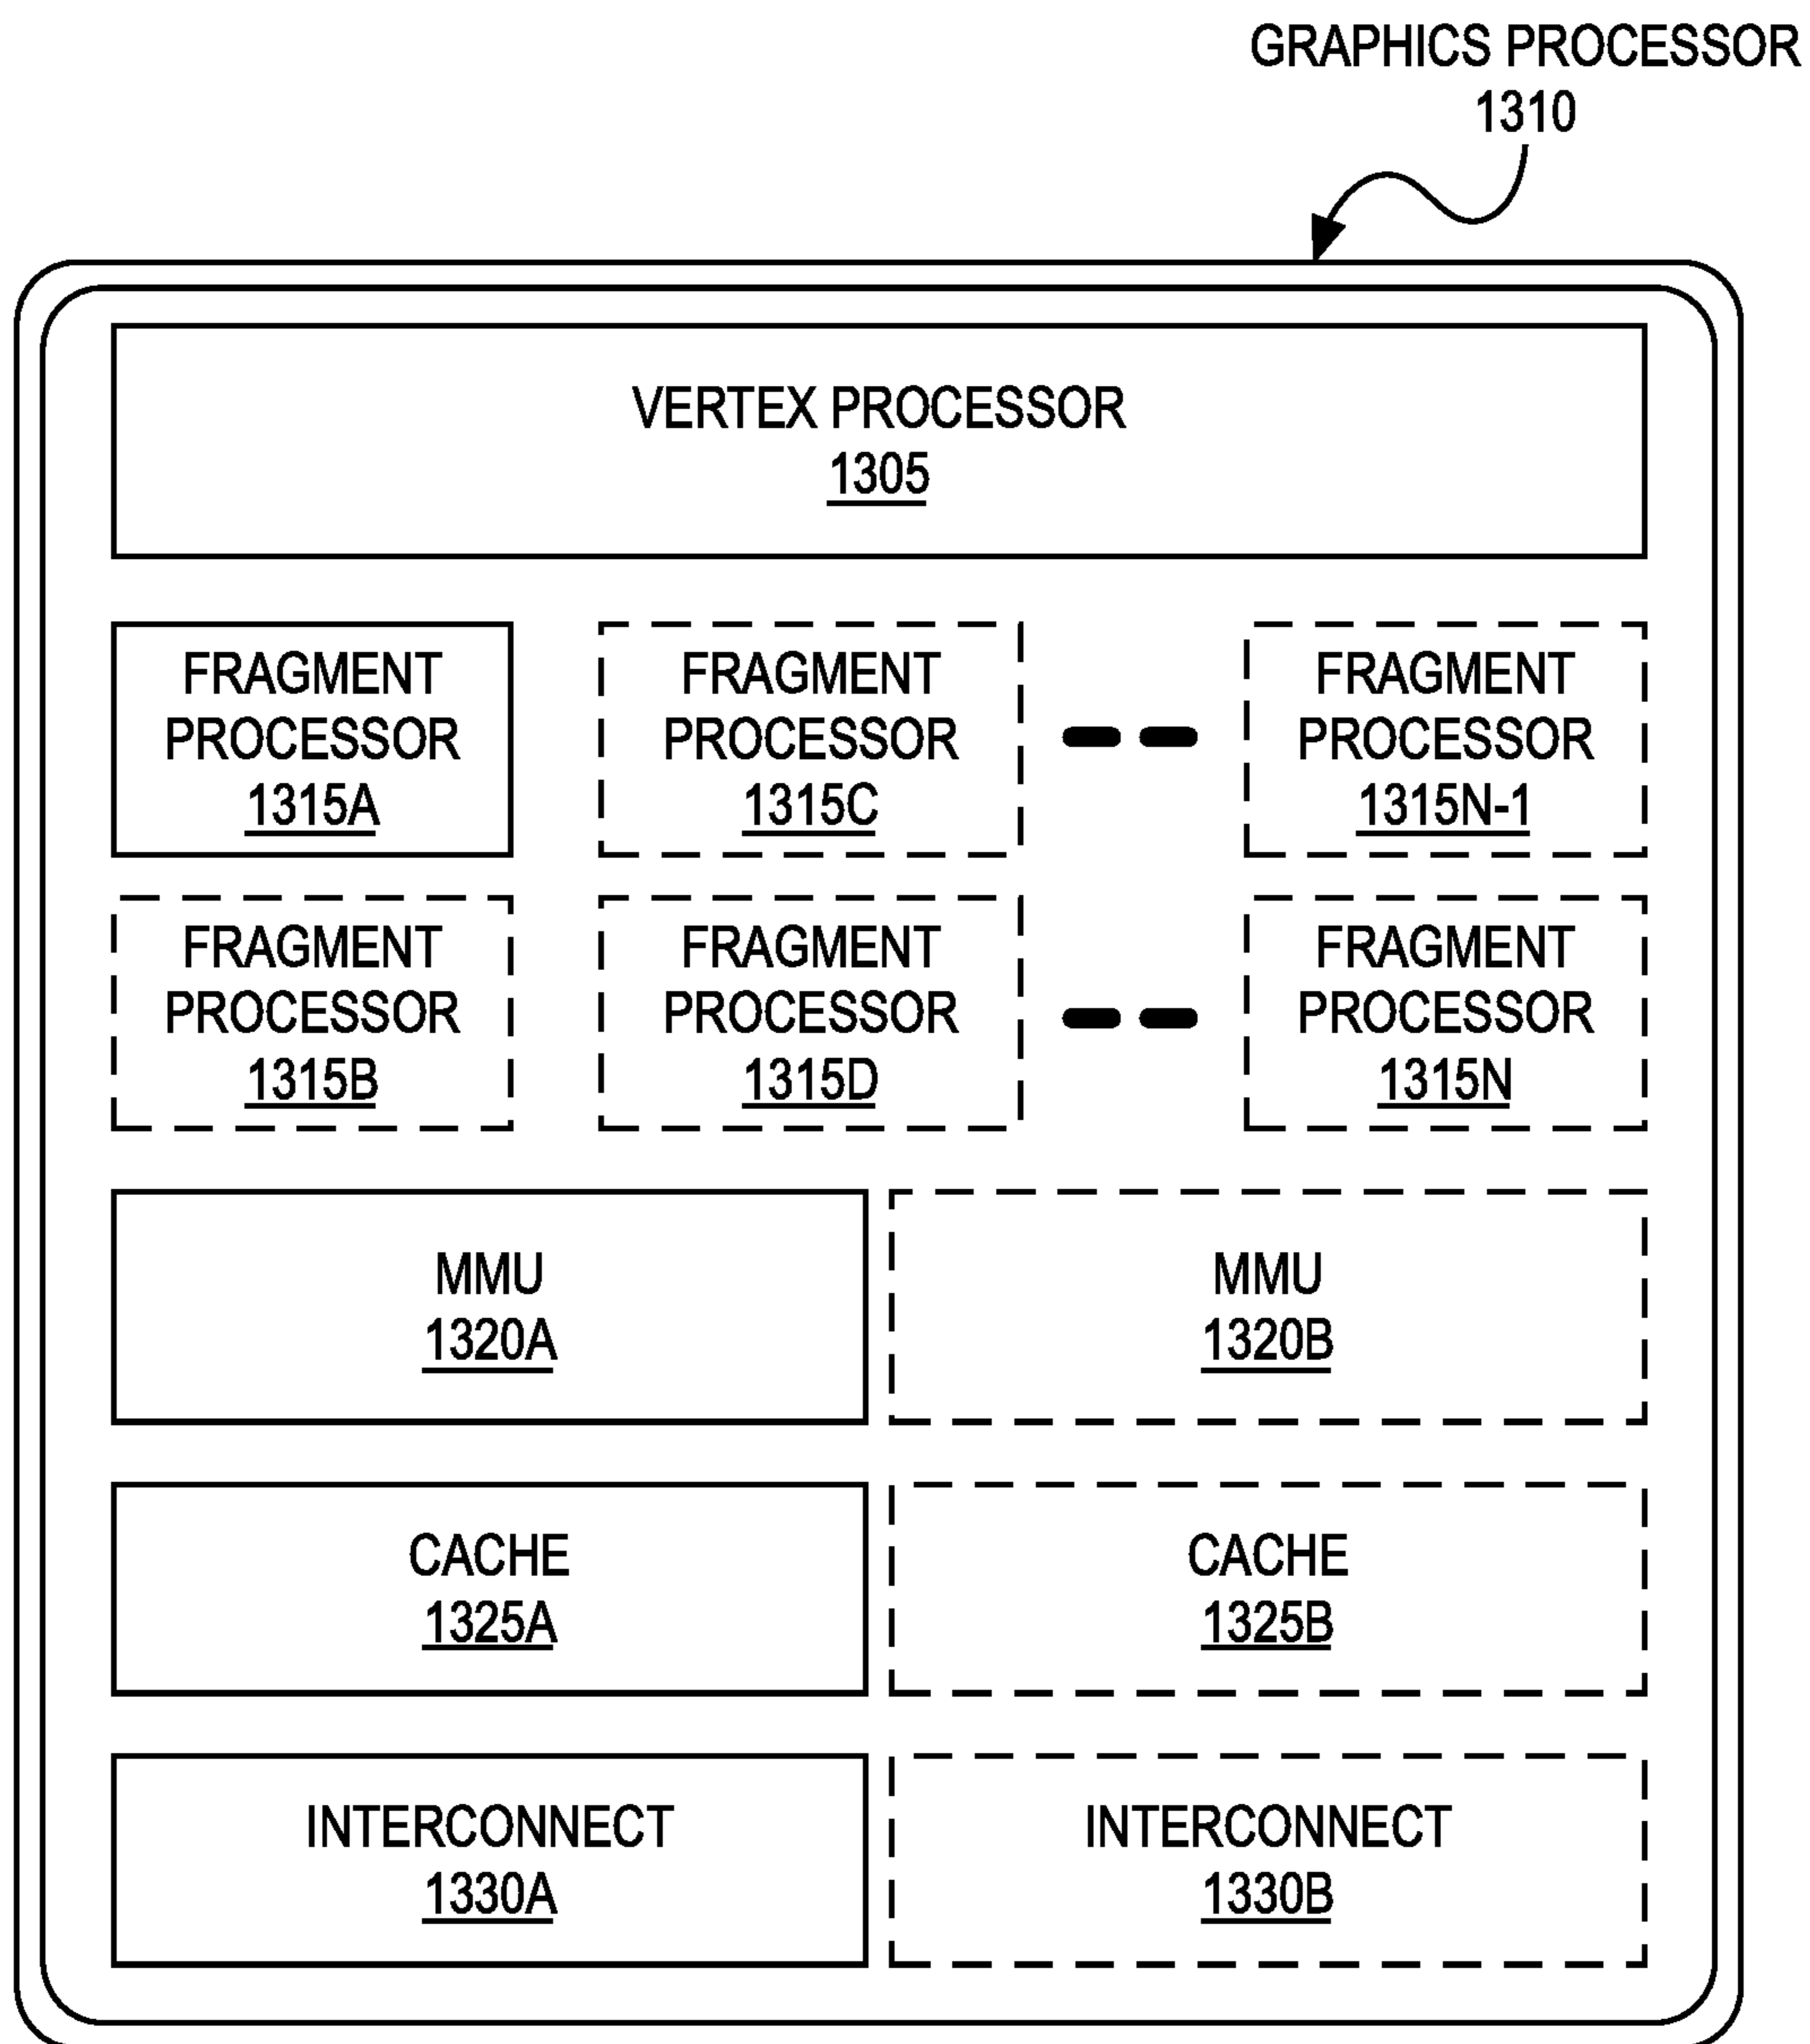 GRAPHICS PROCESSOR
1310
VERTEX PROCESSOR
1305
FRAGMENT
PROCESSOR
1315A
FRAGMENT
PROCESSOR
1315C
FRAGMENT
PROCESSOR
1315N-1
FRAGMENT
PROCESSOR
1315B
FRAGMENT
PROCESSOR
1315D
FRAGMENT
PROCESSOR
1315N
MMU
1320A
MMU
1320B
CACHE
1325A
CACHE
1325B
INTERCONNECT
1330A
INTERCONNECT
1330B